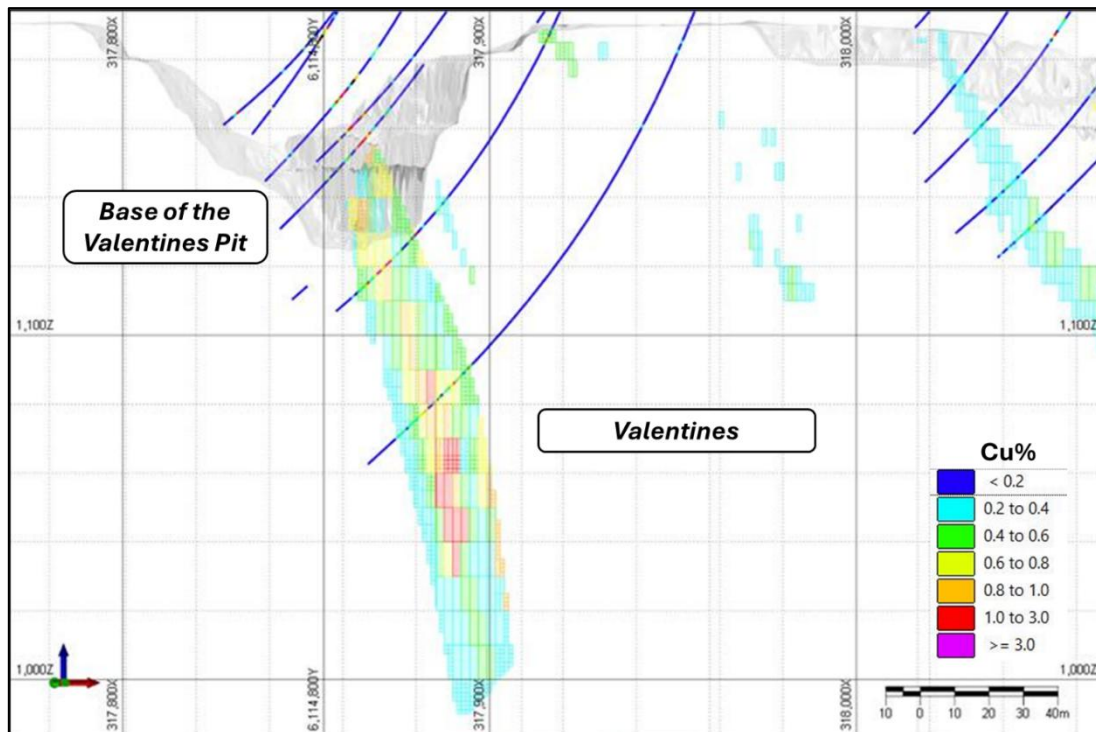 317,800X
6,114,800Y
317,900X
318,000X
Base of the
Valentines Pit
1,100Z
1,100Z
Valentines
Cu%
< 0.2
0.2 to 0.4
0.4 to 0.6
0.6 to 0.8
0.8 to 1.0
1.0 to 3.0
>= 3.0
1,000Z
1,000Z
317,800X
6,114,800Y
317,900X
318,000X
10 0 10 20 30 40m